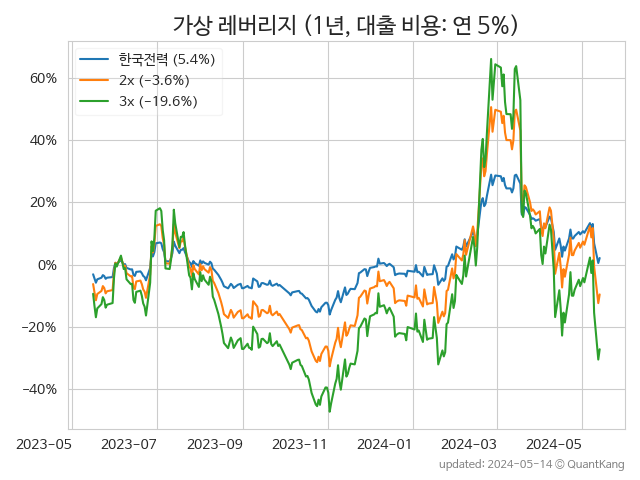 가상 레버리지 (1년, 대출 비용: 연 5%)
한국전력 (5.4%)
2x (−3.6%)
3x (−19.6%)
60%
40%
20%
0%
−20%
−40%
2023-05 2023-07 2023-09 2023-11 2024-01 2024-03 2024-05
updated: 2024-05-14 © QuantKang